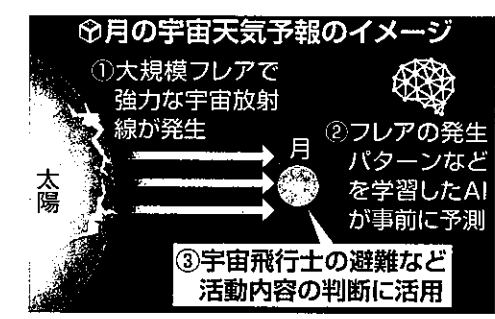 月の宇宙天気予報のイメージ
①大規模フレアで
強力な宇宙放射
線が発生
太陽
月
②フレアの発生
パターンなど
を学習したAI
が事前に予測
③宇宙飛行士の避難など
活動内容の判断に活用